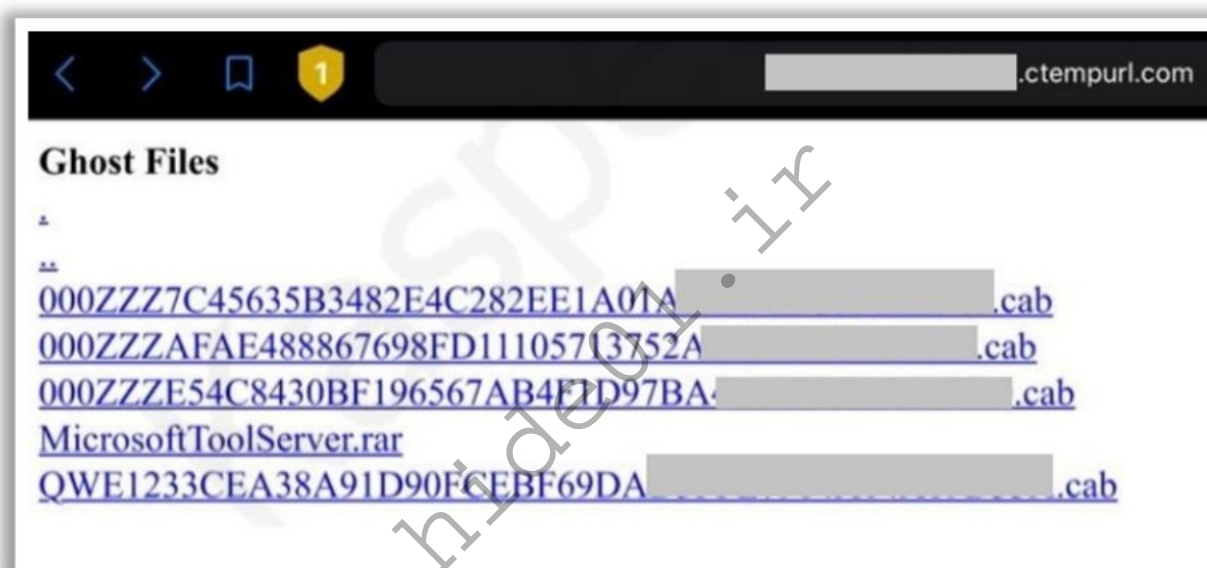 1
.ctempurl.com
Ghost Files
.
..
000ZZZ7C45635B3482E4C282EE1A01A .cab
000ZZZAFAE488867698FD11105713752A .cab
000ZZZE54C8430BF196567AB4F1D97BA .cab
MicrosoftToolServer.rar
QWE1233CEA38A91D90FCEBF69DA .cab
hide01.ir